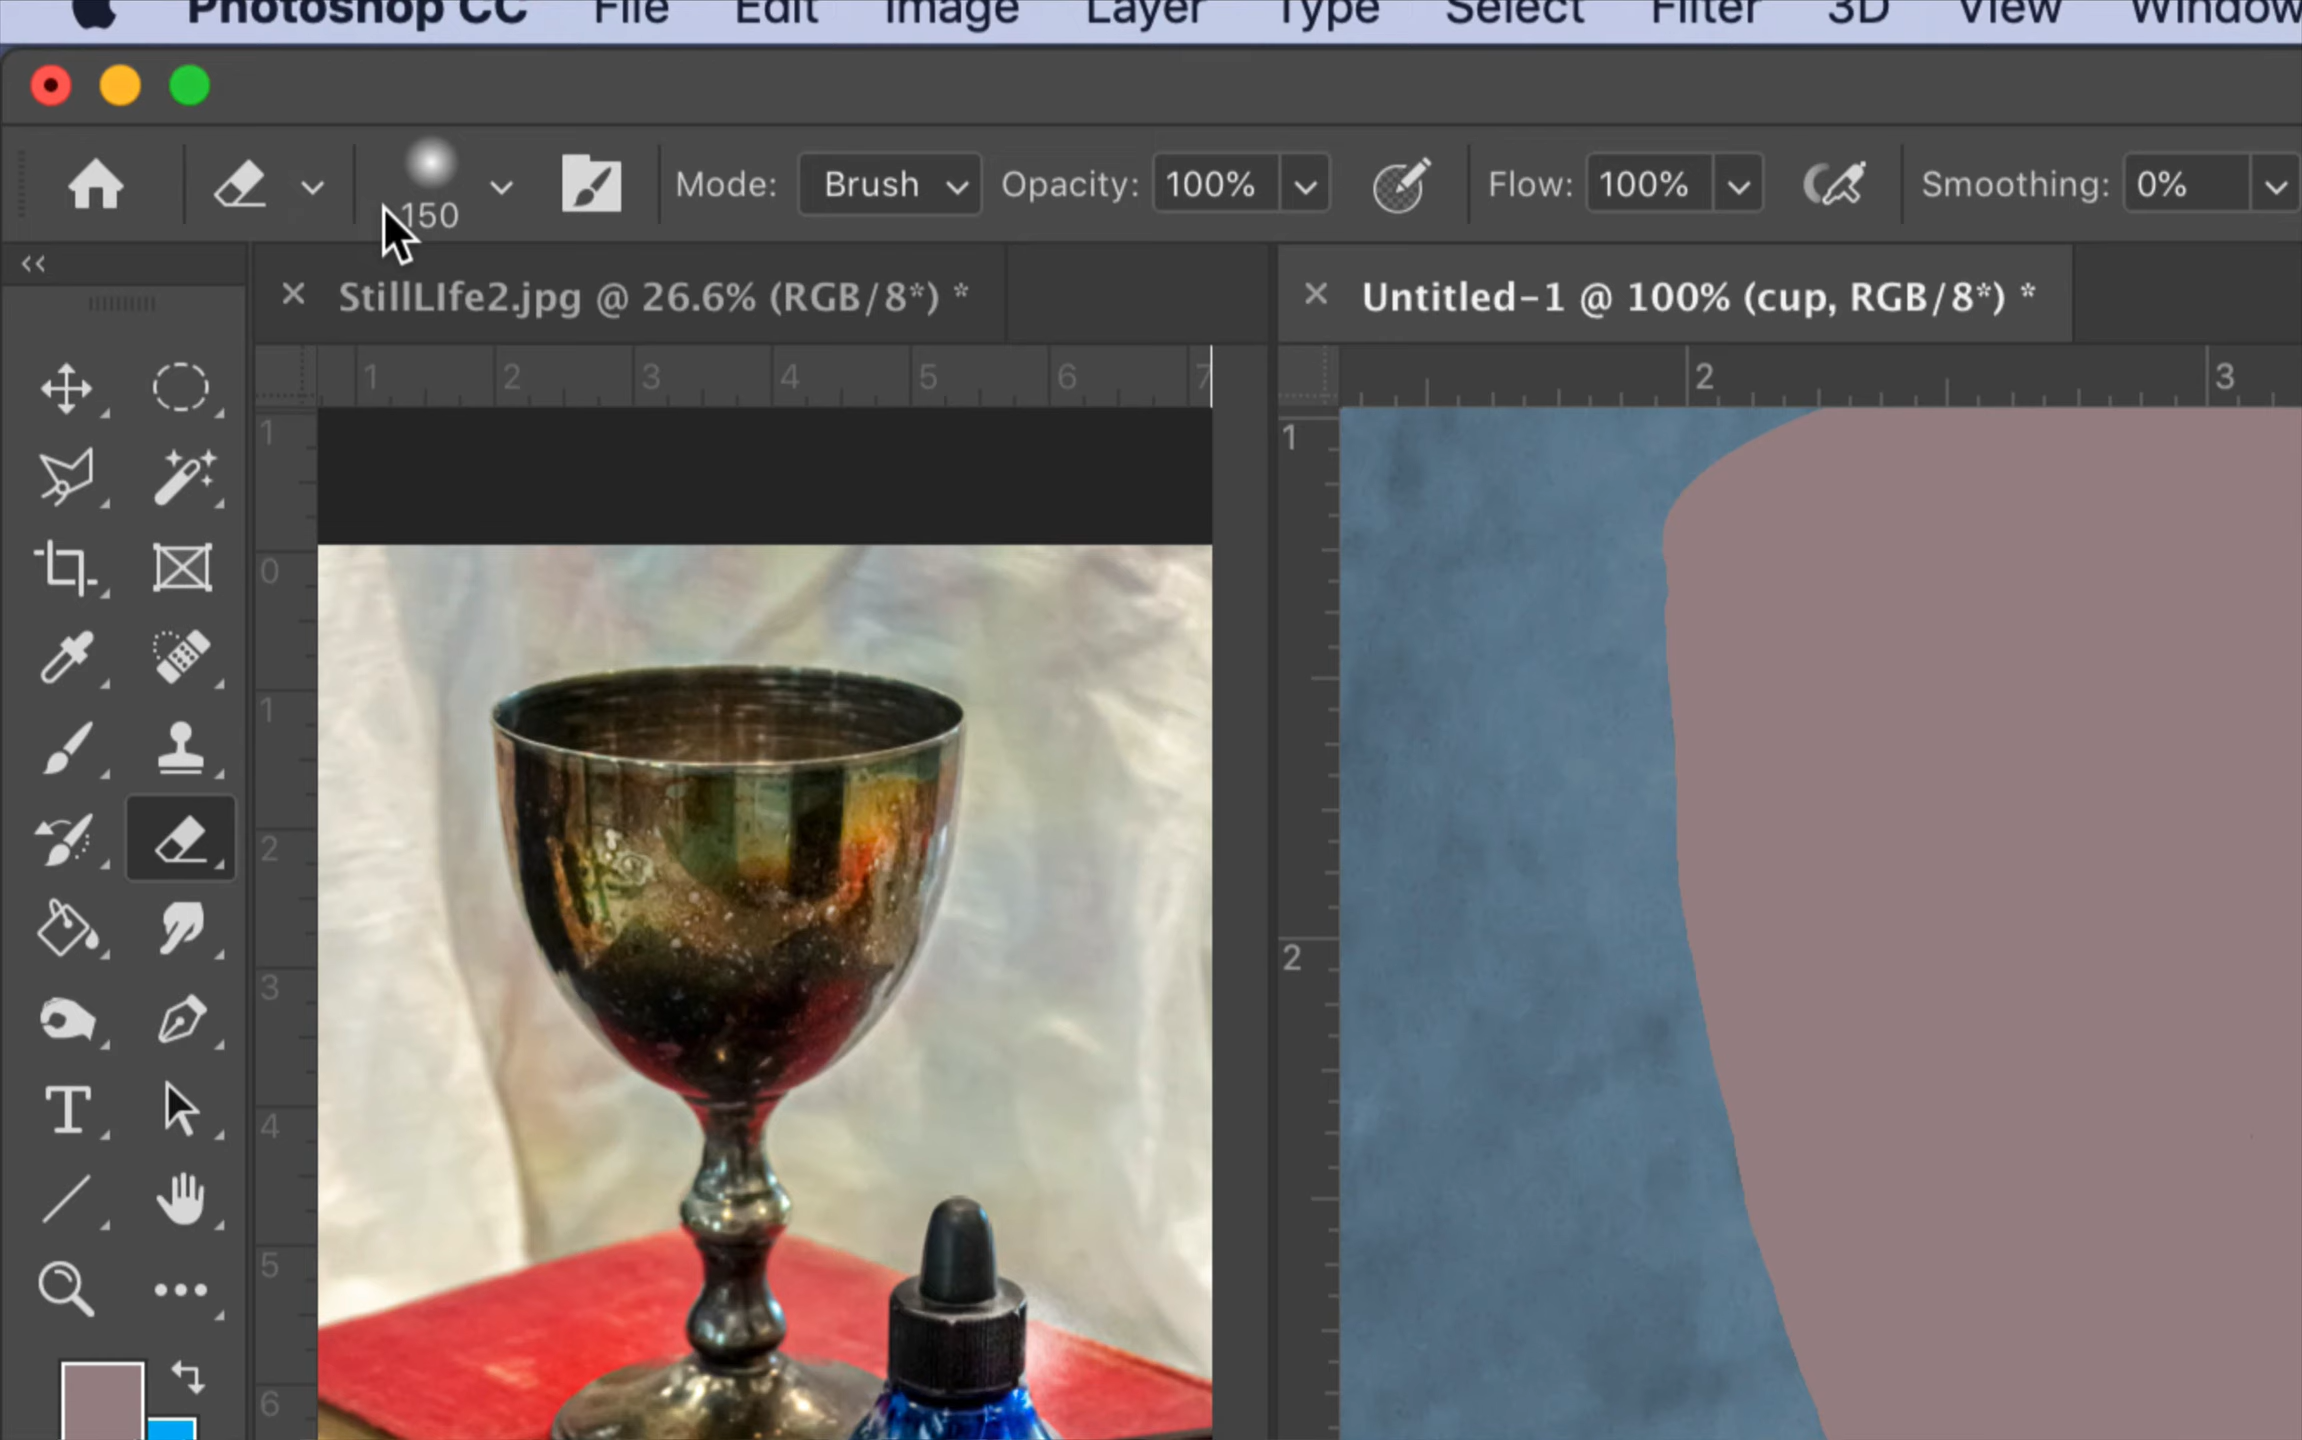 Photoshop CC File Edit Image Layer Type Select Filter 3D View Window
150 Mode: Brush Opacity: 100% Flow: 100% Smoothing: 0%
StillLIfe2.jpg @ 26.6% (RGB/8*) *
Untitled-1 @ 100% (cup, RGB/8*) *
1 2 3 4 5 6 7
2 3
1
0
1
2
3
4
5
6
1
2